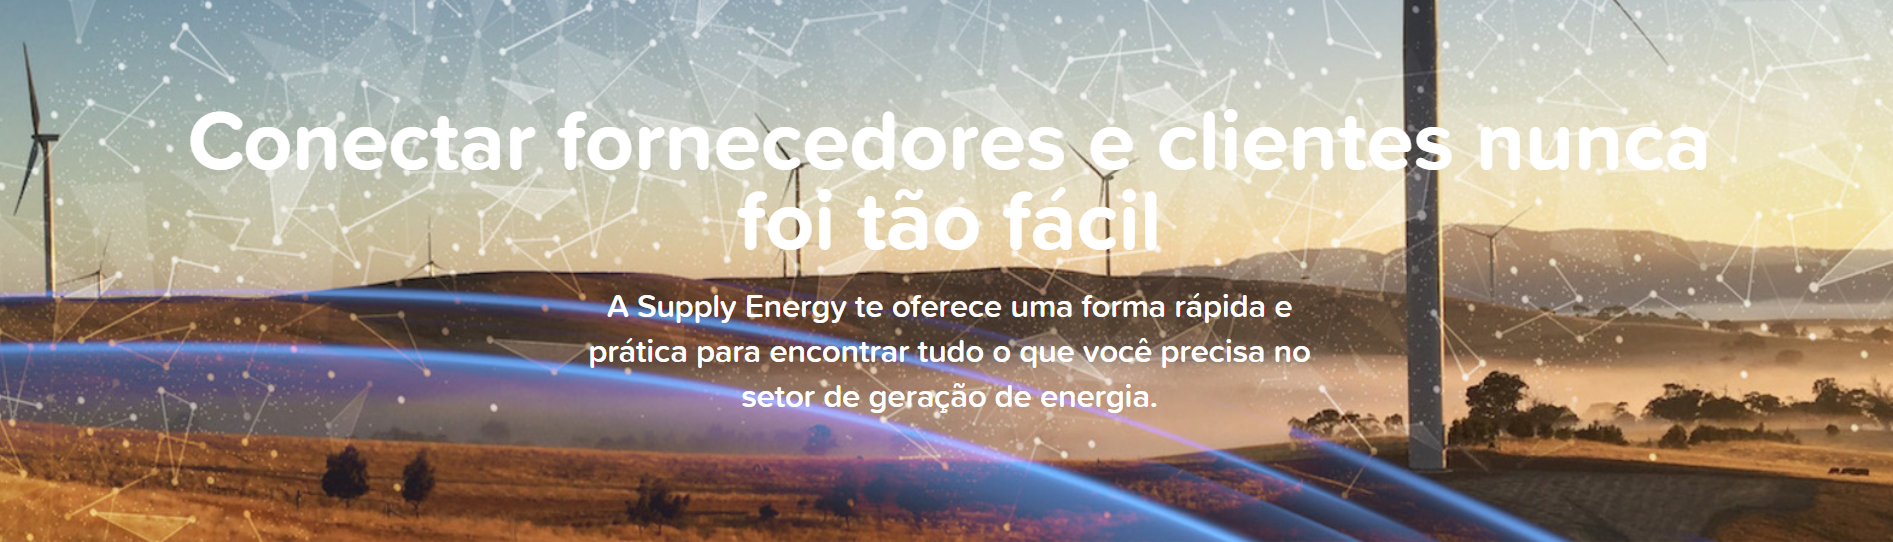 Conectar fornecedores e clientes nunca
foi tão fácil
A Supply Energy te oferece uma forma rápida e
prática para encontrar tudo o que você precisa no
setor de geração de energia.